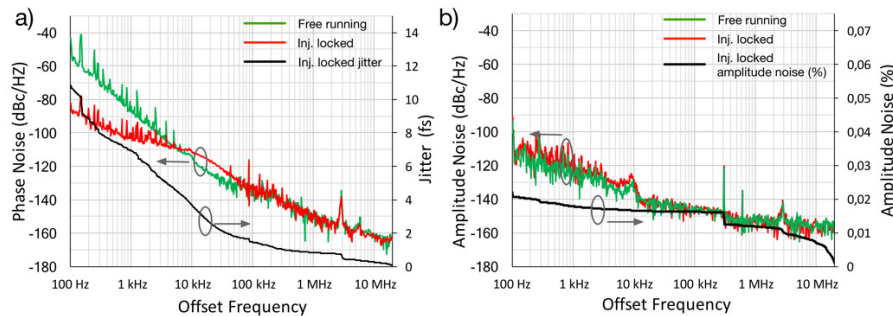 a)
Free running
Inj. locked
Inj. locked jitter
Phase Noise (dBc/HZ)
-40
-60
-80
-100
-120
-140
-160
-180
14
12
10
8
6
4
2
0
Jitter (fs)
100 Hz
1 kHz
10 kHz
100 kHz
1 MHz
10 MHz
Offset Frequency
b)
Free running
Inj. locked
Inj. locked
amplitude noise (%)
Amplitude Noise (dBc/HZ)
-40
-60
-80
-100
-120
-140
-160
-180
0,07
0,06
0,05
0,04
0,03
0,02
0,01
0
Amplitude Noise (%)
100 Hz
1 kHz
10 kHz
100 kHz
1 MHz
10 MHz
Offset Frequency